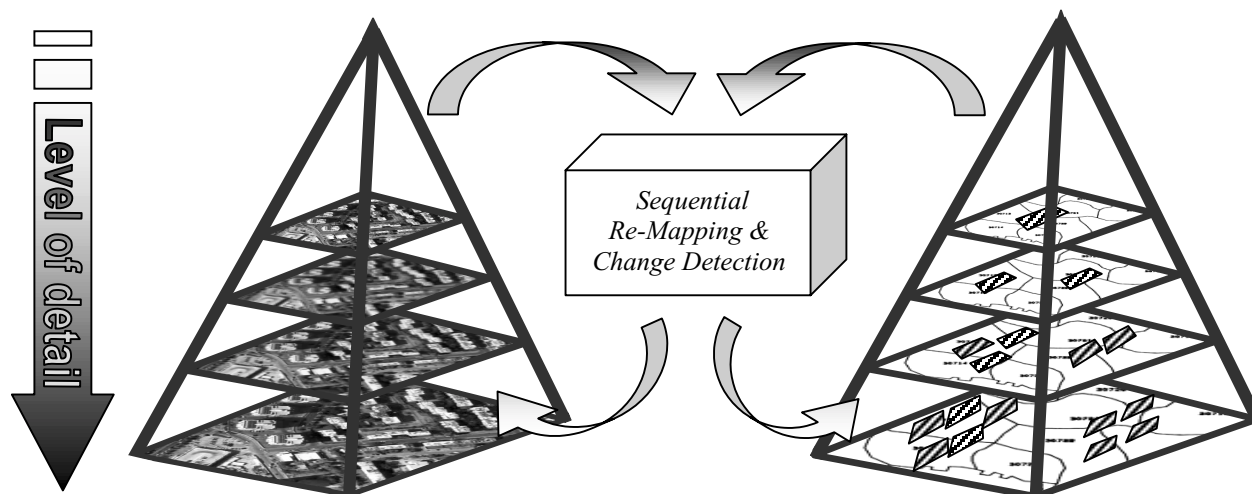 Level of detail
Sequential
Re-Mapping &
Change Detection